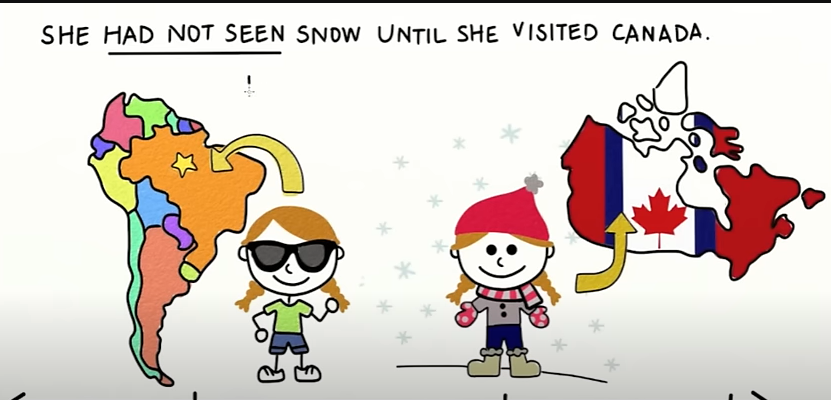 SHE HAD NOT SEEN SNOW UNTIL SHE VISITED CANADA.